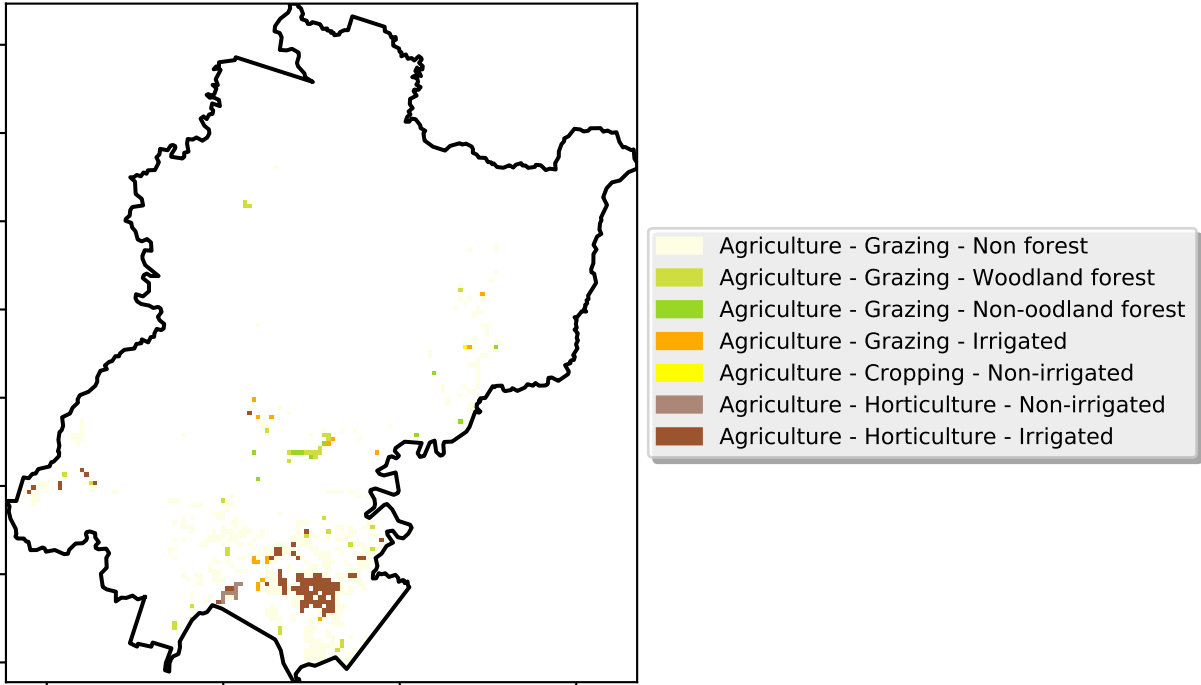 Agriculture - Grazing - Non forest
Agriculture - Grazing - Woodland forest
Agriculture - Grazing - Non-oodland forest
Agriculture - Grazing - Irrigated
Agriculture - Cropping - Non-irrigated
Agriculture - Horticulture - Non-irrigated
Agriculture - Horticulture - Irrigated